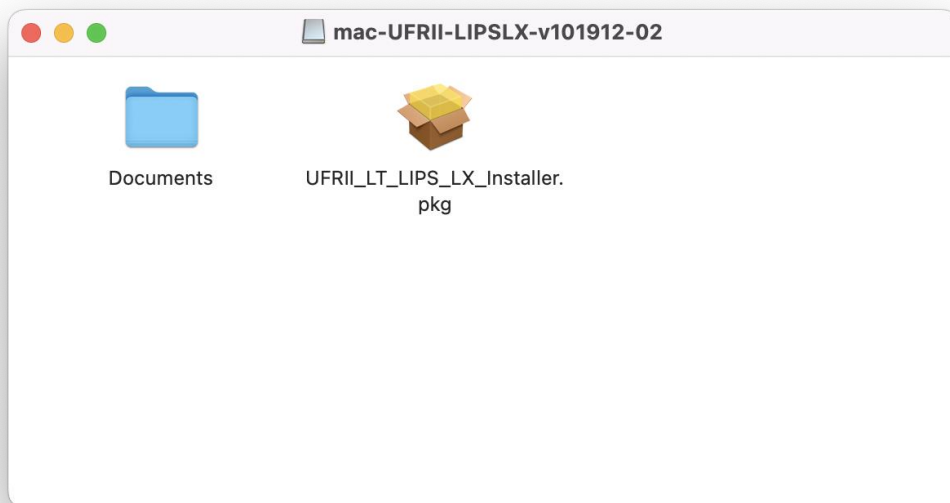 mac-UFRII-LIPSLX-v101912-02
Documents
UFRII_LT_LIPS_LX_Installer.
pkg